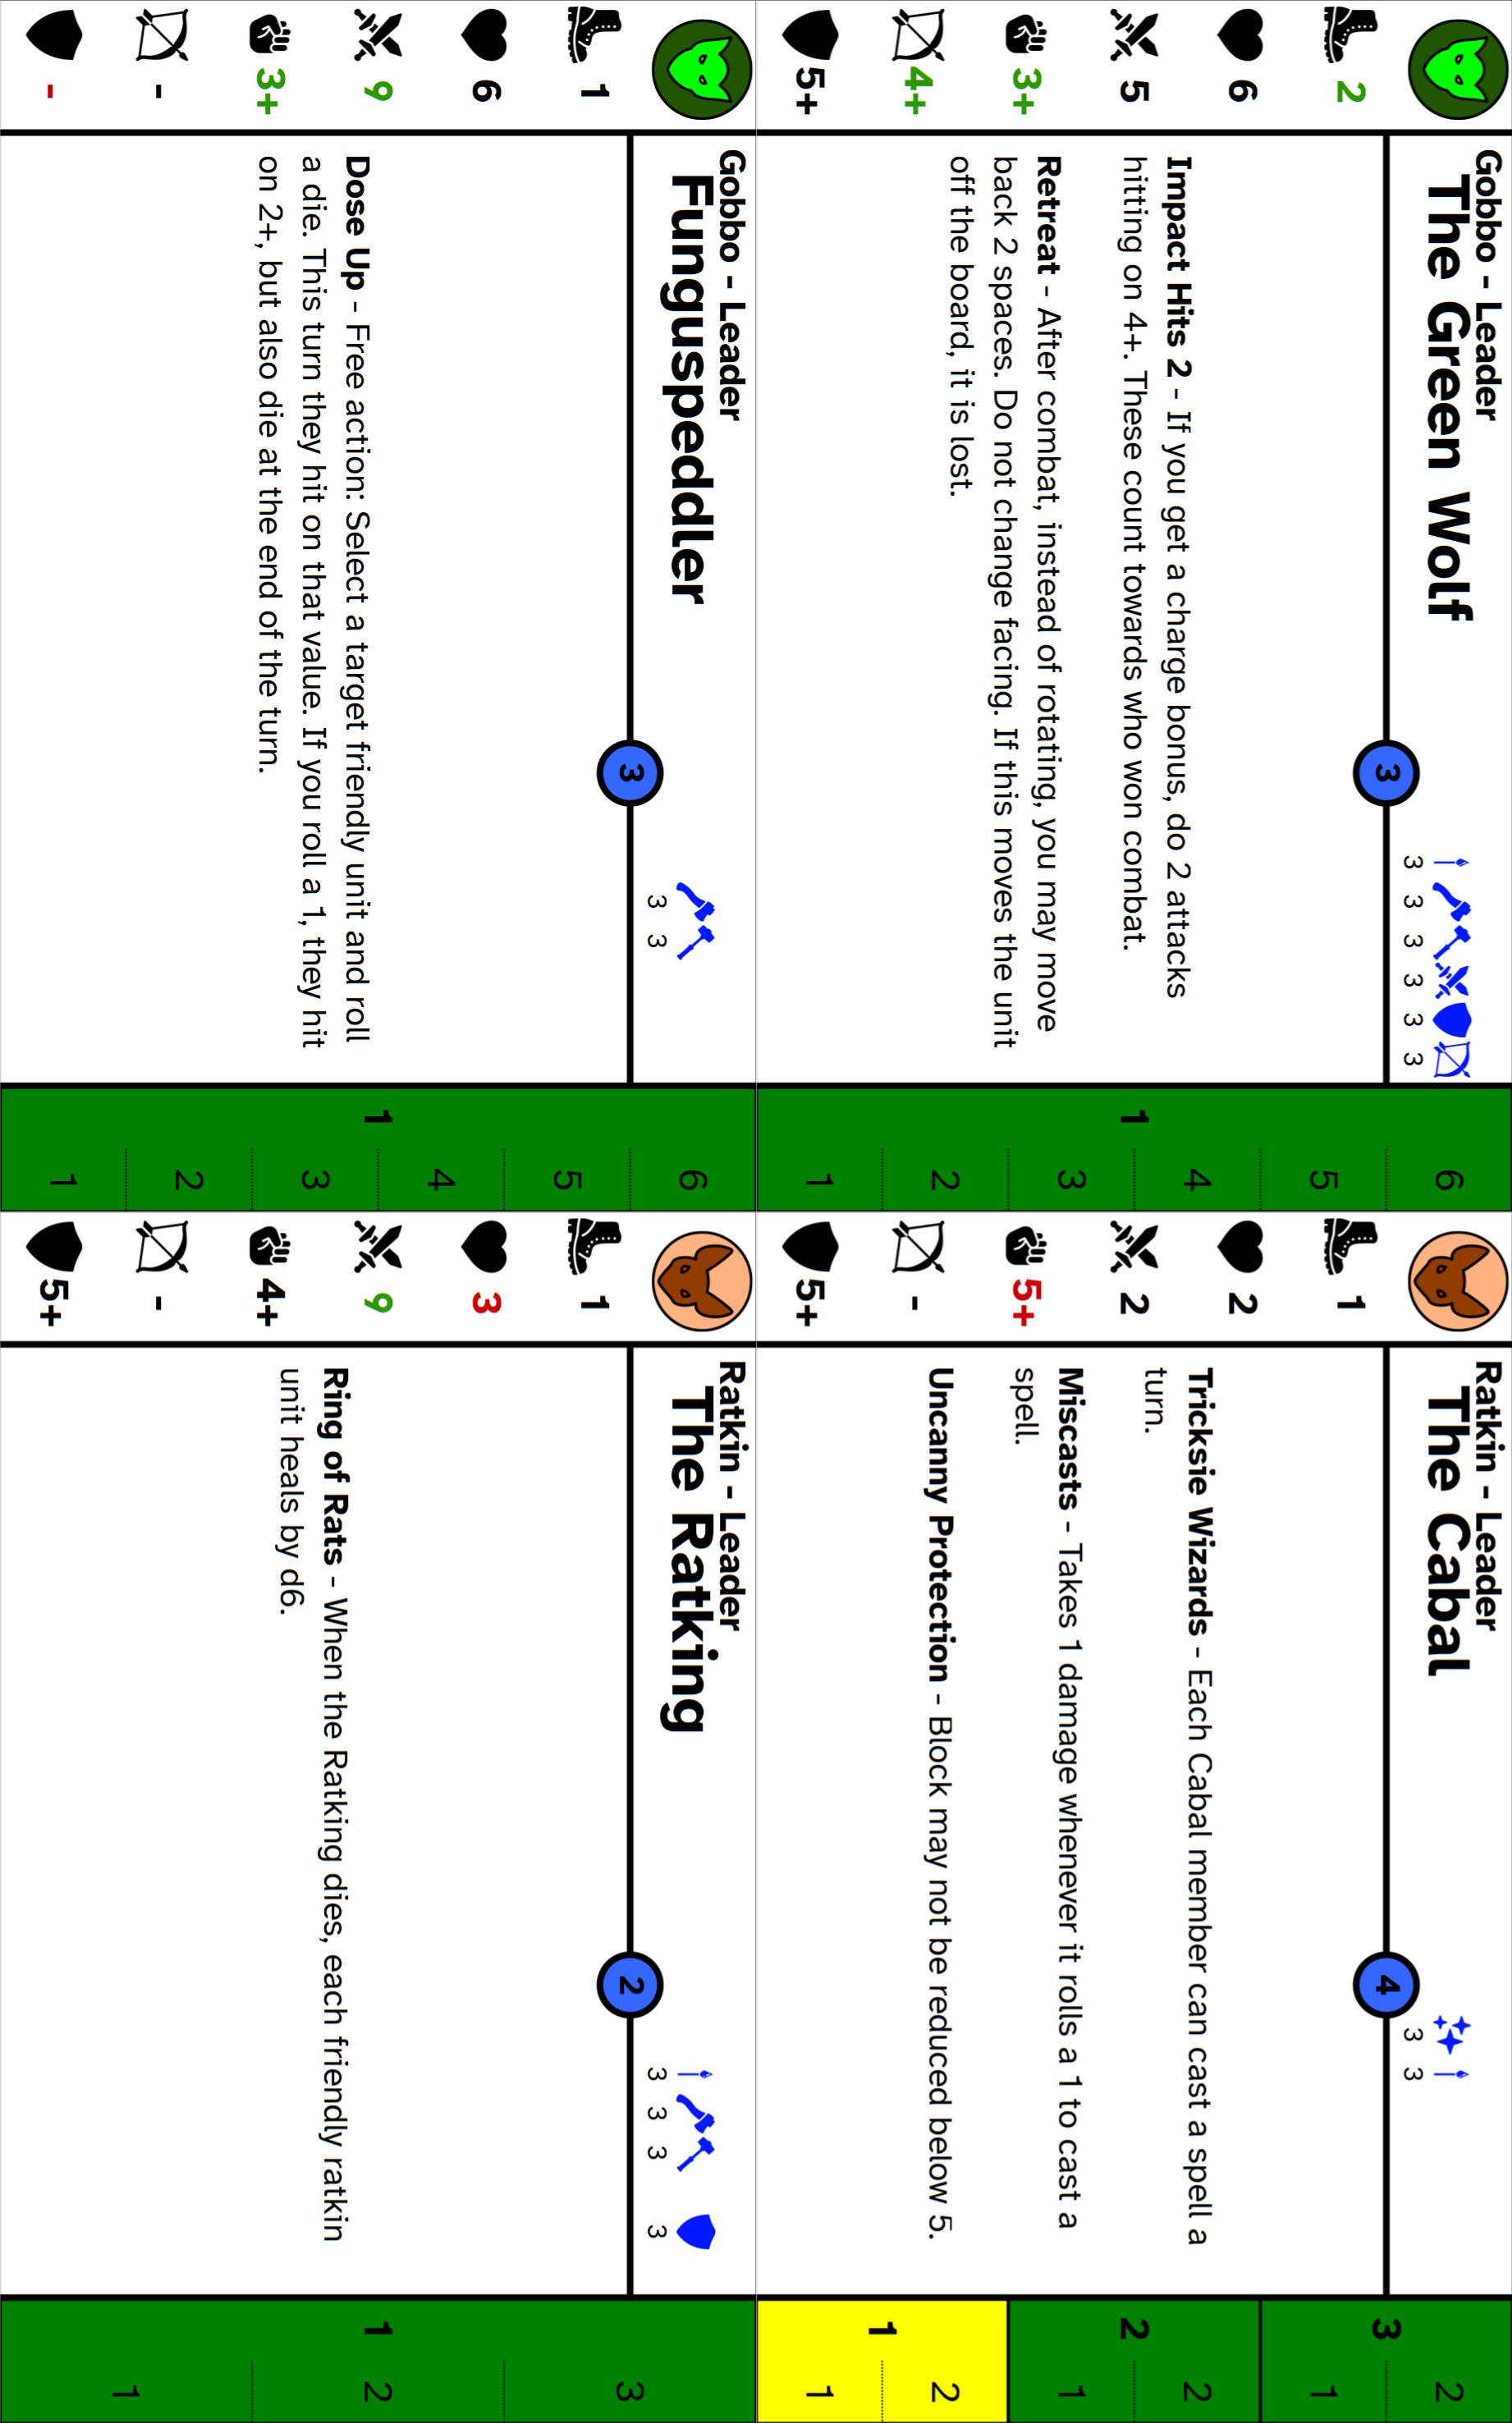 Gobbo - Leader
The Green Wolf
3 3 3 3 3 3
3
2
6
5
3+
4+
5+
Impact Hits 2 - If you get a charge bonus, do 2 attacks
hitting on 4+. These count towards who won combat.
Retreat - After combat, instead of rotating, you may move
back 2 spaces. Do not change facing. If this moves the unit
off the board, it is lost.
1
6
5
4
3
2
1
Ratkin - Leader
The Cabal
3 3
4
1
2
2
5+
-
5+
Tricksie Wizards - Each Cabal member can cast a spell a
turn.
Miscasts - Takes 1 damage whenever it rolls a 1 to cast a
spell.
Uncanny Protection - Block may not be reduced below 5.
3
2
1
2
2
1
1
2
1
Gobbo - Leader
Funguspeddler
3 3
3
1
6
9
3+
-
-
Dose Up - Free action: Select a target friendly unit and roll
a die. This turn they hit on that value. If you roll a 1, they hit
on 2+, but also die at the end of the turn.
1
6
5
4
3
2
1
Ratkin - Leader
The Ratking
3 3 3 3
2
1
3
9
4+
-
5+
Ring of Rats - When the Ratking dies, each friendly ratkin
unit heals by d6.
1
3
2
1